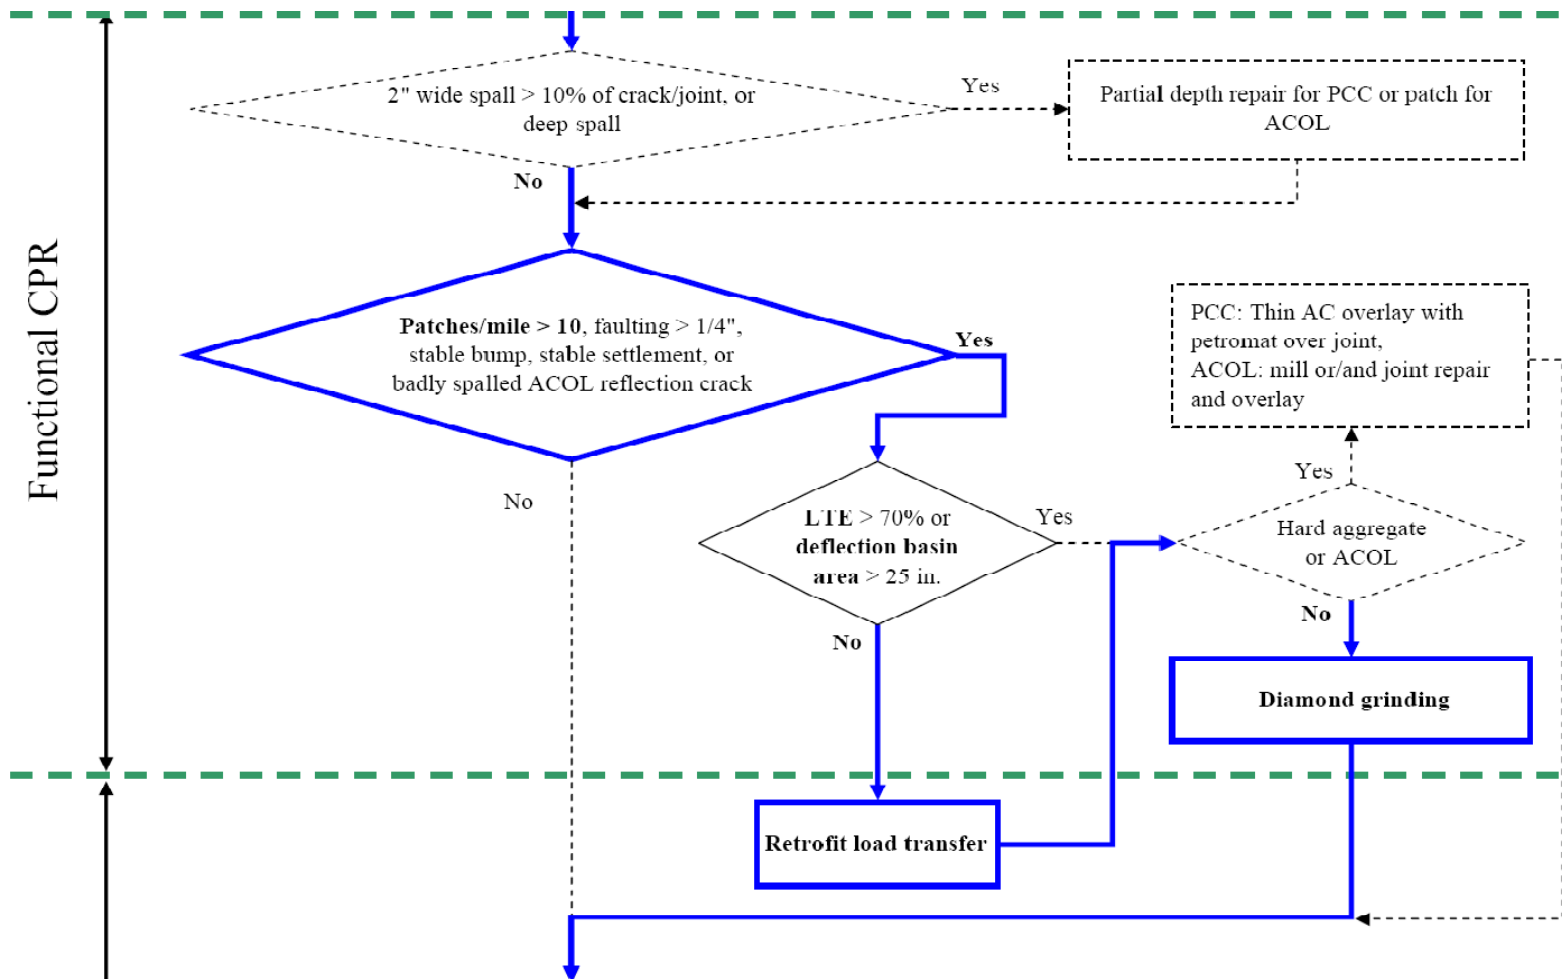 Functional CPR
2" wide spall > 10% of crack/joint, or
deep spall
Yes
Partial depth repair for PCC or patch for
ACOL
No
Patches/mile > 10, faulting > 1/4",
stable bump, stable settlement, or
badly spalled ACOL reflection crack
Yes
No
LTE > 70% or
deflection basin
area > 25 in.
Yes
No
PCC: Thin AC overlay with
petromat over joint,
ACOL: mill or/and joint repair
and overlay
Yes
Hard aggregate
or ACOL
No
Diamond grinding
Retrofit load transfer